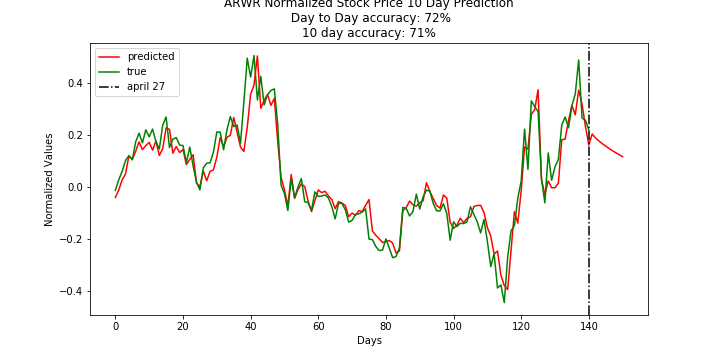 ARWR Normalized Stock Price 10 Day Prediction
Day to Day accuracy: 72%
10 day accuracy: 71%
predicted
true
april 27
Normalized Values
0.4
0.2
0.0
−0.2
−0.4
0 20 40 60 80 100 120 140
Days